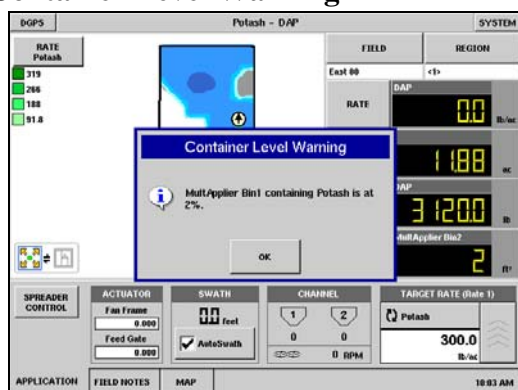 DGPS
Potash - DAP
SYSTEM
RATE
Potash
319
266
188
91.8
FIELD
REGION
East 80
<1>
RATE
DAP
0.0
lb/ac
11.88
ac
DAP
3120.0
lb
MultApplier Bin2
2
ft³
Container Level Warning
MultApplier Bin1 containing Potash is at
2%.
OK
SPREADER
CONTROL
ACTUATOR
Fan Frame
0.000
Feed Gate
0.000
SWATH
0.0 feet
AutoSwath
CHANNEL
1
2
0
0
0 RPM
TARGET RATE (Rate 1)
Potash
300.0
lb/ac
APPLICATION
FIELD NOTES
MAP
10:03 AM